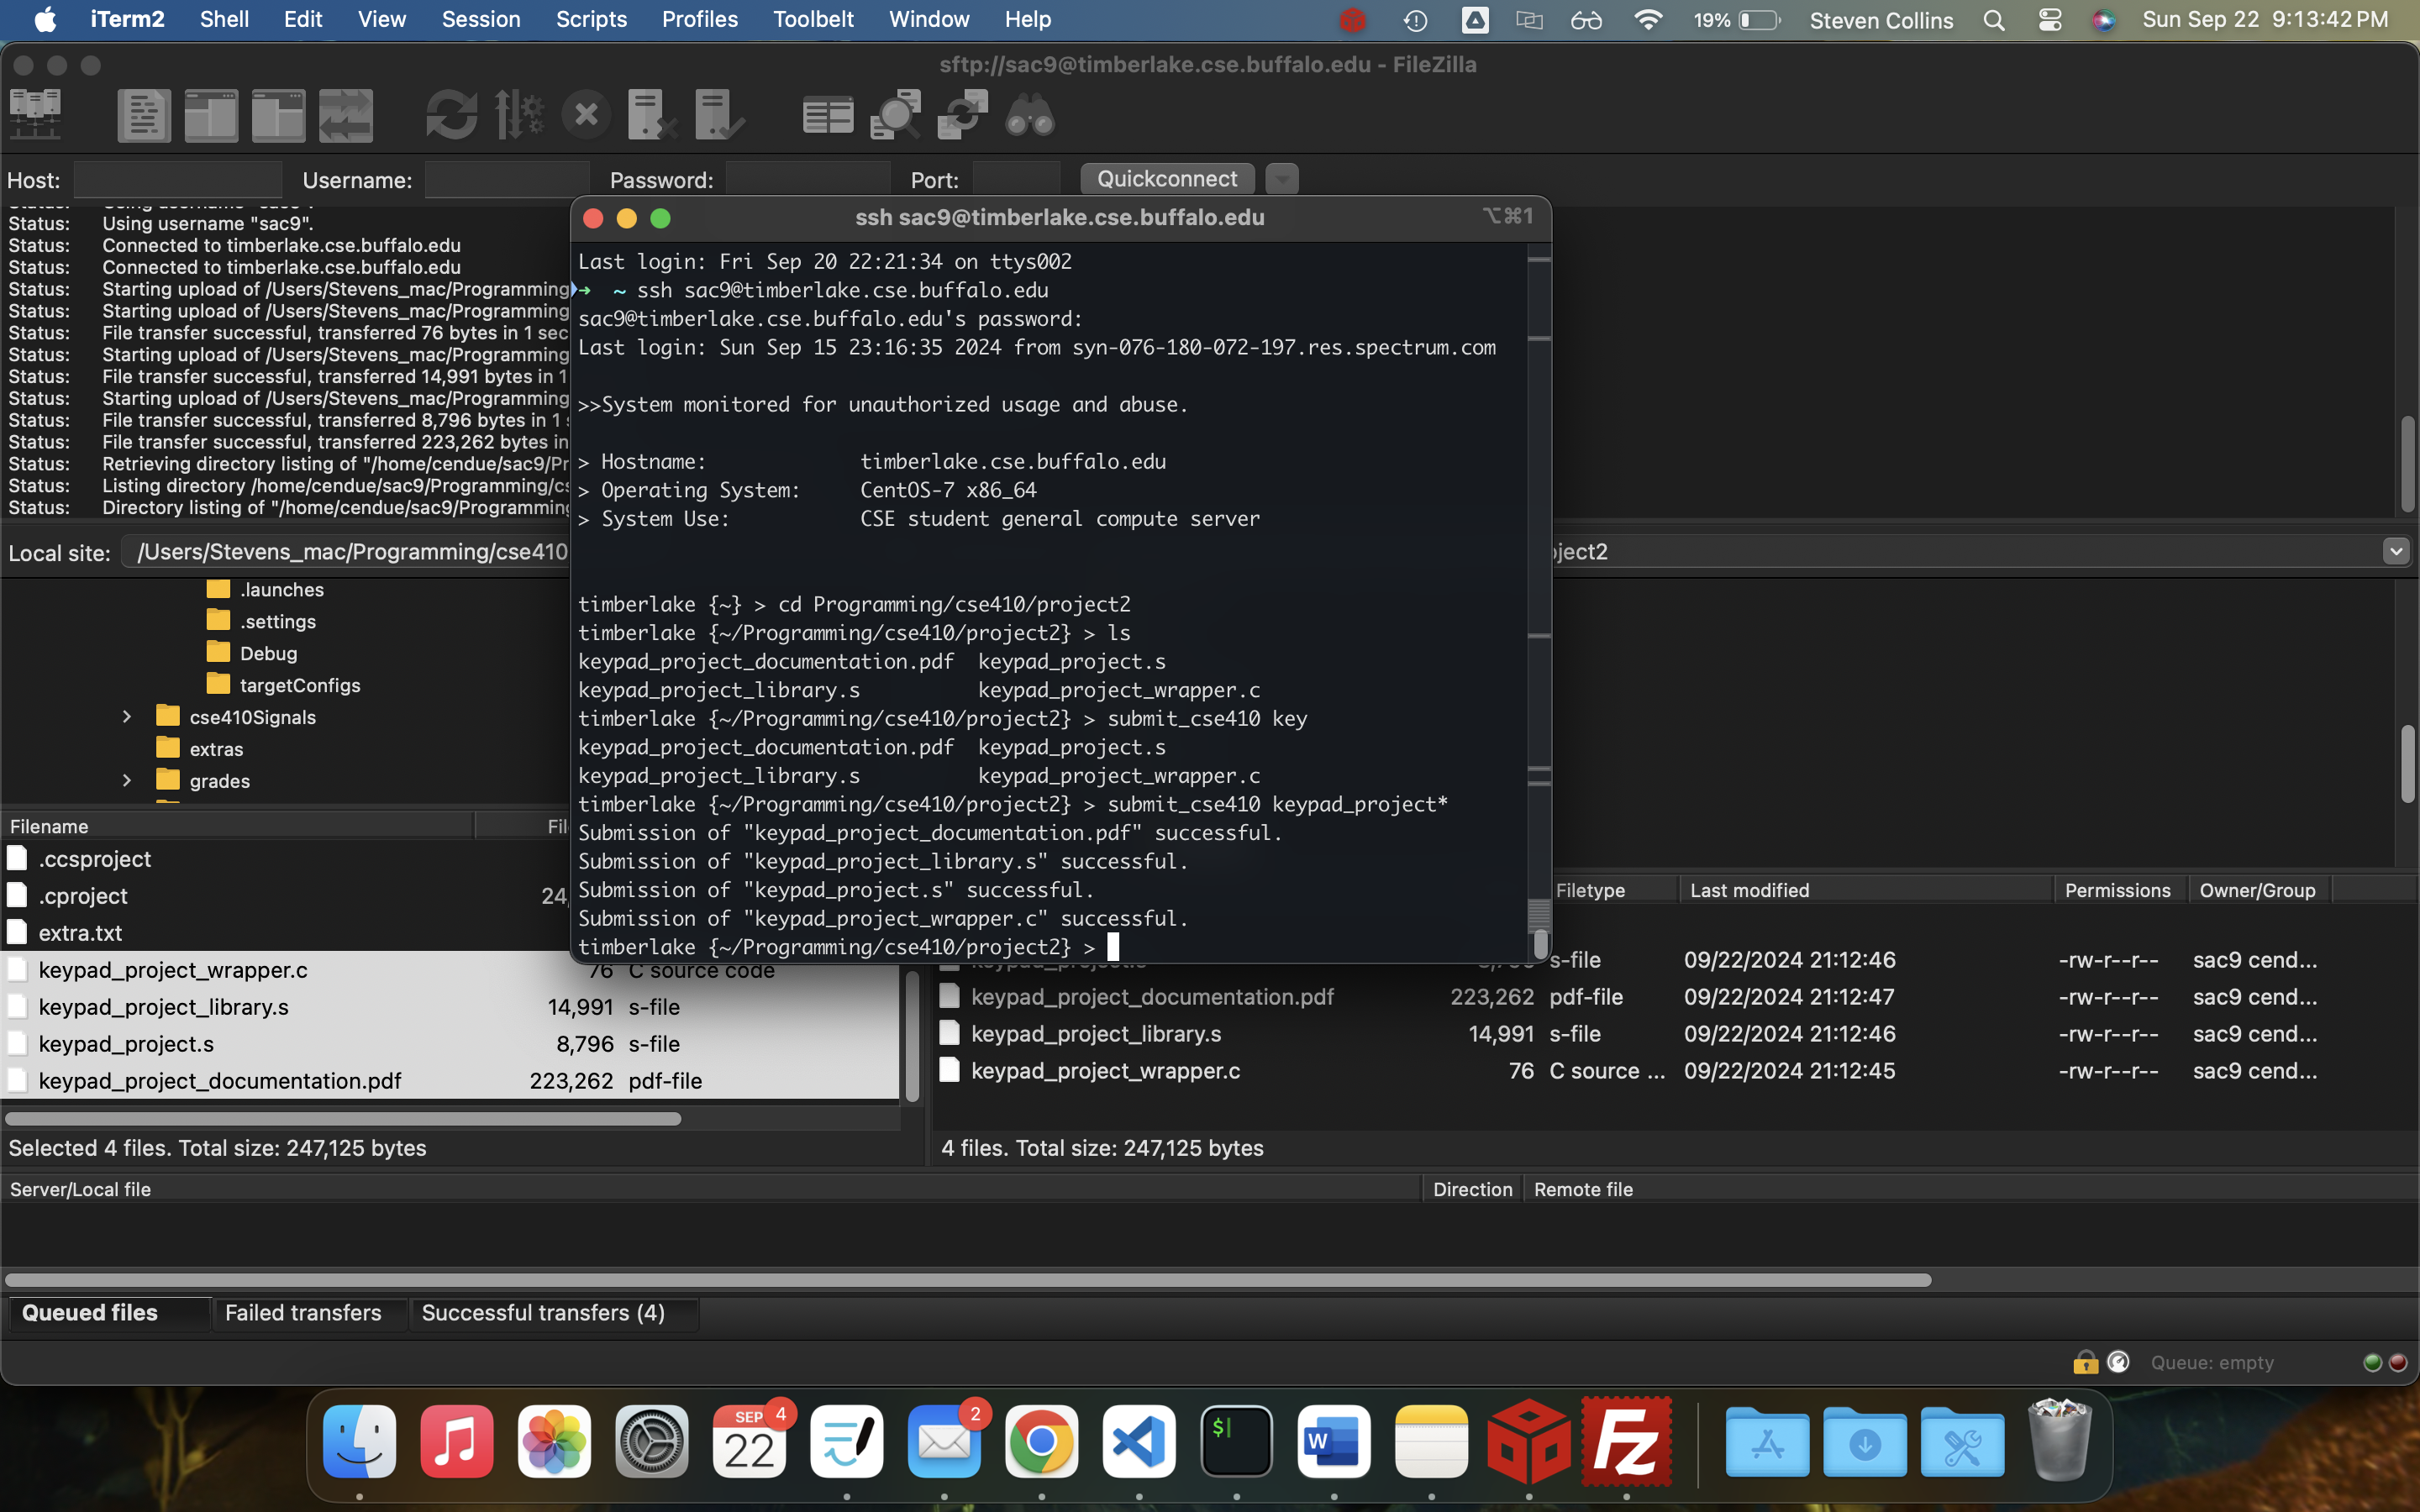 iTerm2 Shell Edit View Session Scripts Profiles Toolbelt Window Help 19% Steven Collins Sun Sep 22 9:13:42 PM
sftp://sac9@timberlake.cse.buffalo.edu - FileZilla
Host: Username: Password: Port: Quickconnect
Status: Using username "sac9".
Status: Connected to timberlake.cse.buffalo.edu
Status: Connected to timberlake.cse.buffalo.edu
Status: Starting upload of /Users/Stevens_mac/Programming
Status: Starting upload of /Users/Stevens_mac/Programming
Status: File transfer successful, transferred 76 bytes in 1 sec
Status: Starting upload of /Users/Stevens_mac/Programming
Status: File transfer successful, transferred 14,991 bytes in 1
Status: Starting upload of /Users/Stevens_mac/Programming
Status: File transfer successful, transferred 8,796 bytes in 1
Status: File transfer successful, transferred 223,262 bytes in
Status: Retrieving directory listing of "/home/cendue/sac9/Pr
Status: Listing directory /home/cendue/sac9/Programming/cs
Status: Directory listing of "/home/cendue/sac9/Programming
ssh sac9@timberlake.cse.buffalo.edu ⌥⌘1
Last login: Fri Sep 20 22:21:34 on ttys002
➜ ~ ssh sac9@timberlake.cse.buffalo.edu
sac9@timberlake.cse.buffalo.edu's password:
Last login: Sun Sep 15 23:16:35 2024 from syn-076-180-072-197.res.spectrum.com
>>System monitored for unauthorized usage and abuse.
> Hostname: timberlake.cse.buffalo.edu
> Operating System: CentOS-7 x86_64
> System Use: CSE student general compute server
timberlake {~} > cd Programming/cse410/project2
timberlake {~/Programming/cse410/project2} > ls
keypad_project_documentation.pdf keypad_project.s
keypad_project_library.s keypad_project_wrapper.c
timberlake {~/Programming/cse410/project2} > submit_cse410 key
keypad_project_documentation.pdf keypad_project.s
keypad_project_library.s keypad_project_wrapper.c
timberlake {~/Programming/cse410/project2} > submit_cse410 keypad_project*
Submission of "keypad_project_documentation.pdf" successful.
Submission of "keypad_project_library.s" successful.
Submission of "keypad_project.s" successful.
Submission of "keypad_project_wrapper.c" successful.
timberlake {~/Programming/cse410/project2} >
Local site: /Users/Stevens_mac/Programming/cse410
ject2
.launches
.settings
Debug
targetConfigs
cse410Signals
extras
grades
Filename Fil
.ccsproject
.cproject 24,
extra.txt
keypad_project_wrapper.c 76 C source code
keypad_project_library.s 14,991 s-file
keypad_project.s 8,796 s-file
keypad_project_documentation.pdf 223,262 pdf-file
Selected 4 files. Total size: 247,125 bytes
Filetype Last modified Permissions Owner/Group
s-file 09/22/2024 21:12:46 -rw-r--r-- sac9 cend...
keypad_project_documentation.pdf 223,262 pdf-file 09/22/2024 21:12:47 -rw-r--r-- sac9 cend...
keypad_project_library.s 14,991 s-file 09/22/2024 21:12:46 -rw-r--r-- sac9 cend...
keypad_project_wrapper.c 76 C source ... 09/22/2024 21:12:45 -rw-r--r-- sac9 cend...
4 files. Total size: 247,125 bytes
Server/Local file Direction Remote file
Queued files Failed transfers Successful transfers (4)
Queue: empty
SEP 4
22
2
$
W
Fz